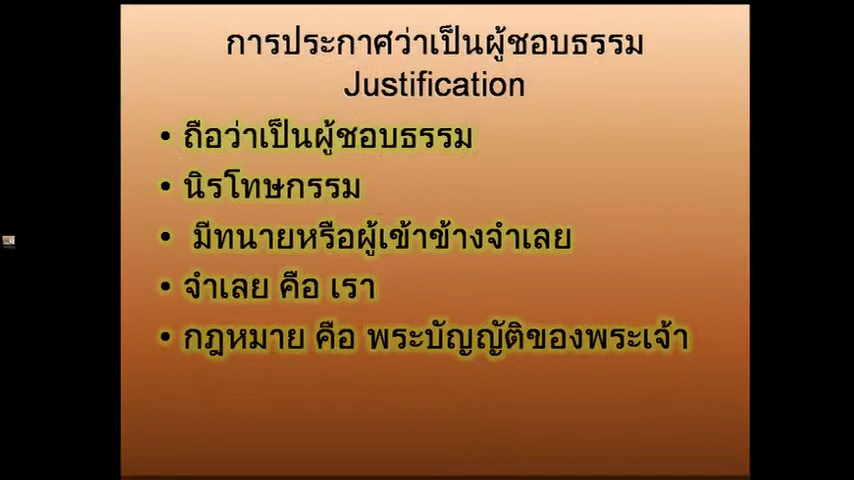 การประกาศว่าเป็นผู้ชอบธรรม
Justification
• ถือว่าเป็นผู้ชอบธรรม
• นิรโทษกรรม
• มีทนายหรือผู้เข้าข้างจำเลย
• จำเลย คือ เรา
• กฎหมาย คือ พระบัญญัติของพระเจ้า